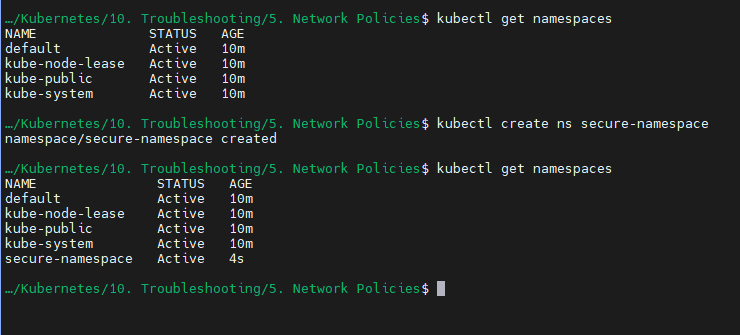 …/Kubernetes/10. Troubleshooting/5. Network Policies$ kubectl get namespaces
NAME              STATUS   AGE
default           Active   10m
kube-node-lease   Active   10m
kube-public       Active   10m
kube-system       Active   10m
…/Kubernetes/10. Troubleshooting/5. Network Policies$ kubectl create ns secure-namespace
namespace/secure-namespace created
…/Kubernetes/10. Troubleshooting/5. Network Policies$ kubectl get namespaces
NAME               STATUS   AGE
default            Active   10m
kube-node-lease    Active   10m
kube-public        Active   10m
kube-system        Active   10m
secure-namespace   Active   4s
…/Kubernetes/10. Troubleshooting/5. Network Policies$